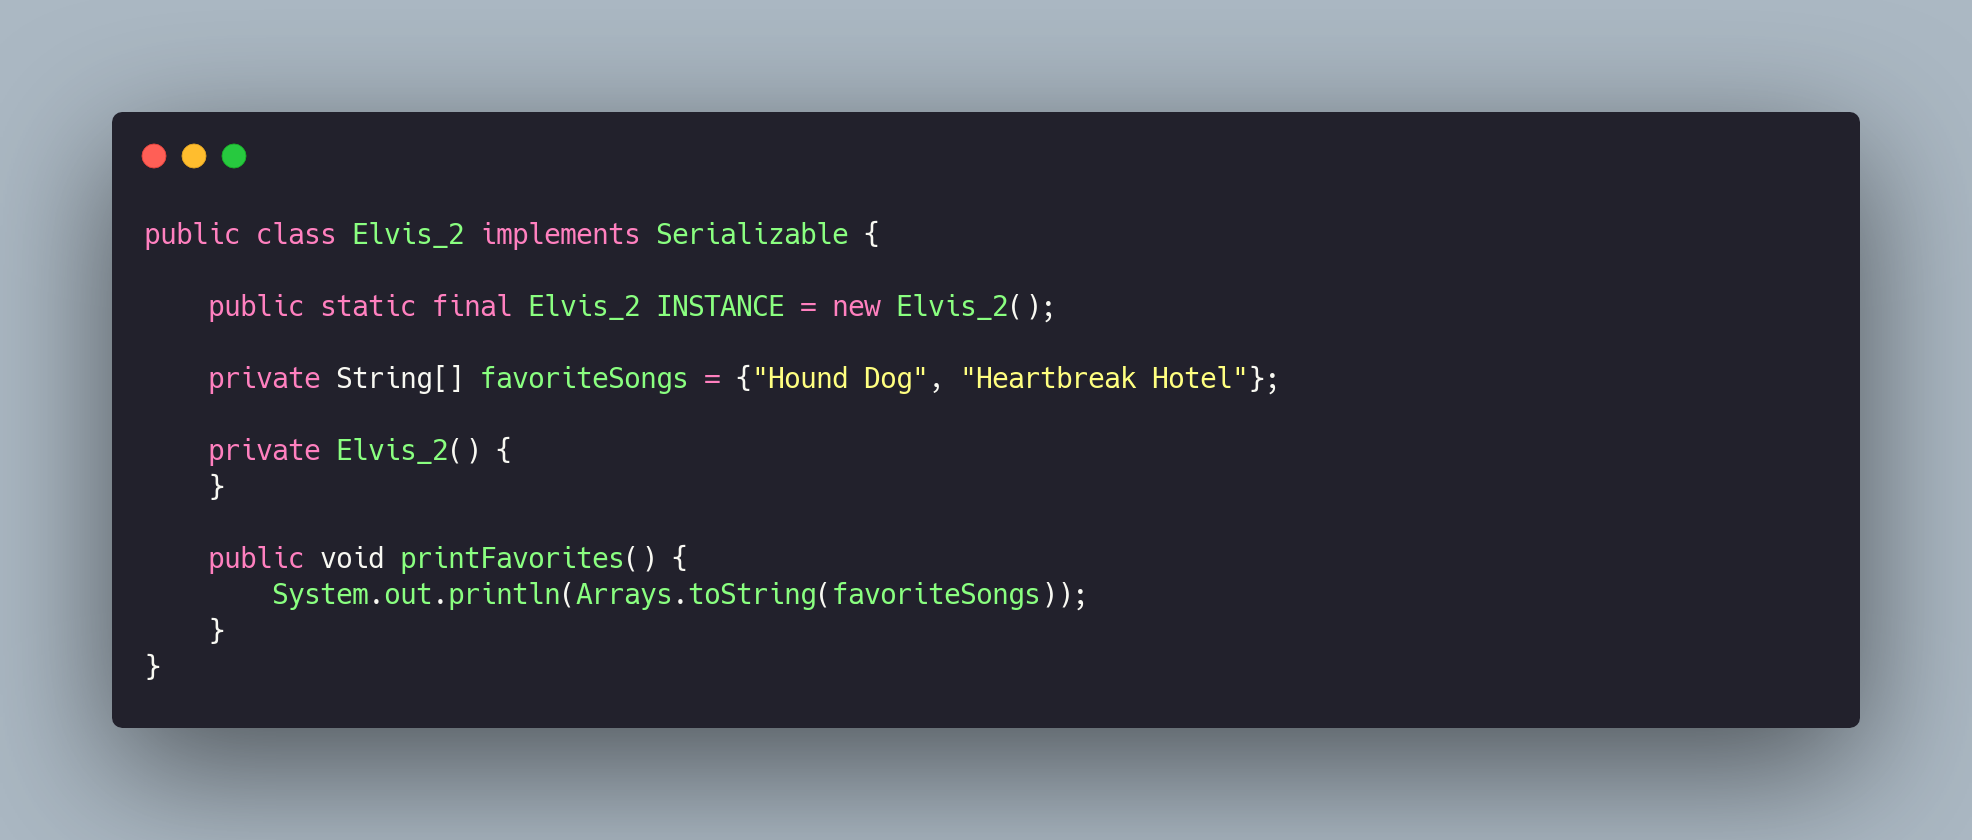 public class Elvis_2 implements Serializable {
public static final Elvis_2 INSTANCE = new Elvis_2();
private String[] favoriteSongs = {"Hound Dog", "Heartbreak Hotel"};
private Elvis_2() {
}
public void printFavorites() {
System.out.println(Arrays.toString(favoriteSongs));
}
}